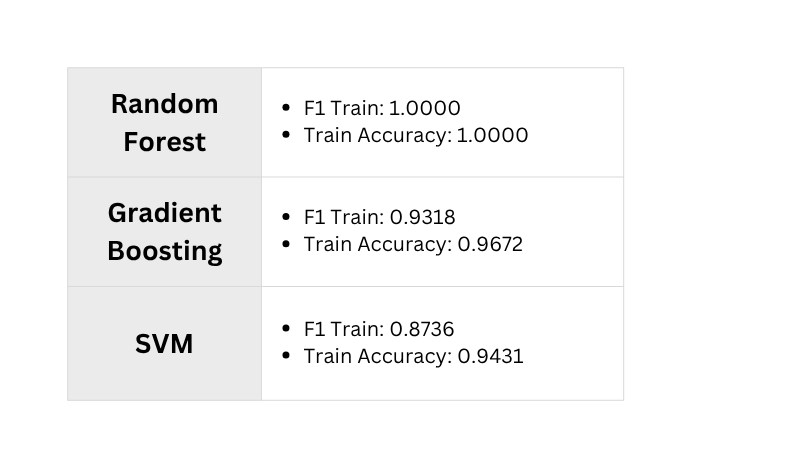 Random
Forest
• F1 Train: 1.0000
• Train Accuracy: 1.0000
Gradient
Boosting
• F1 Train: 0.9318
• Train Accuracy: 0.9672
SVM
• F1 Train: 0.8736
• Train Accuracy: 0.9431